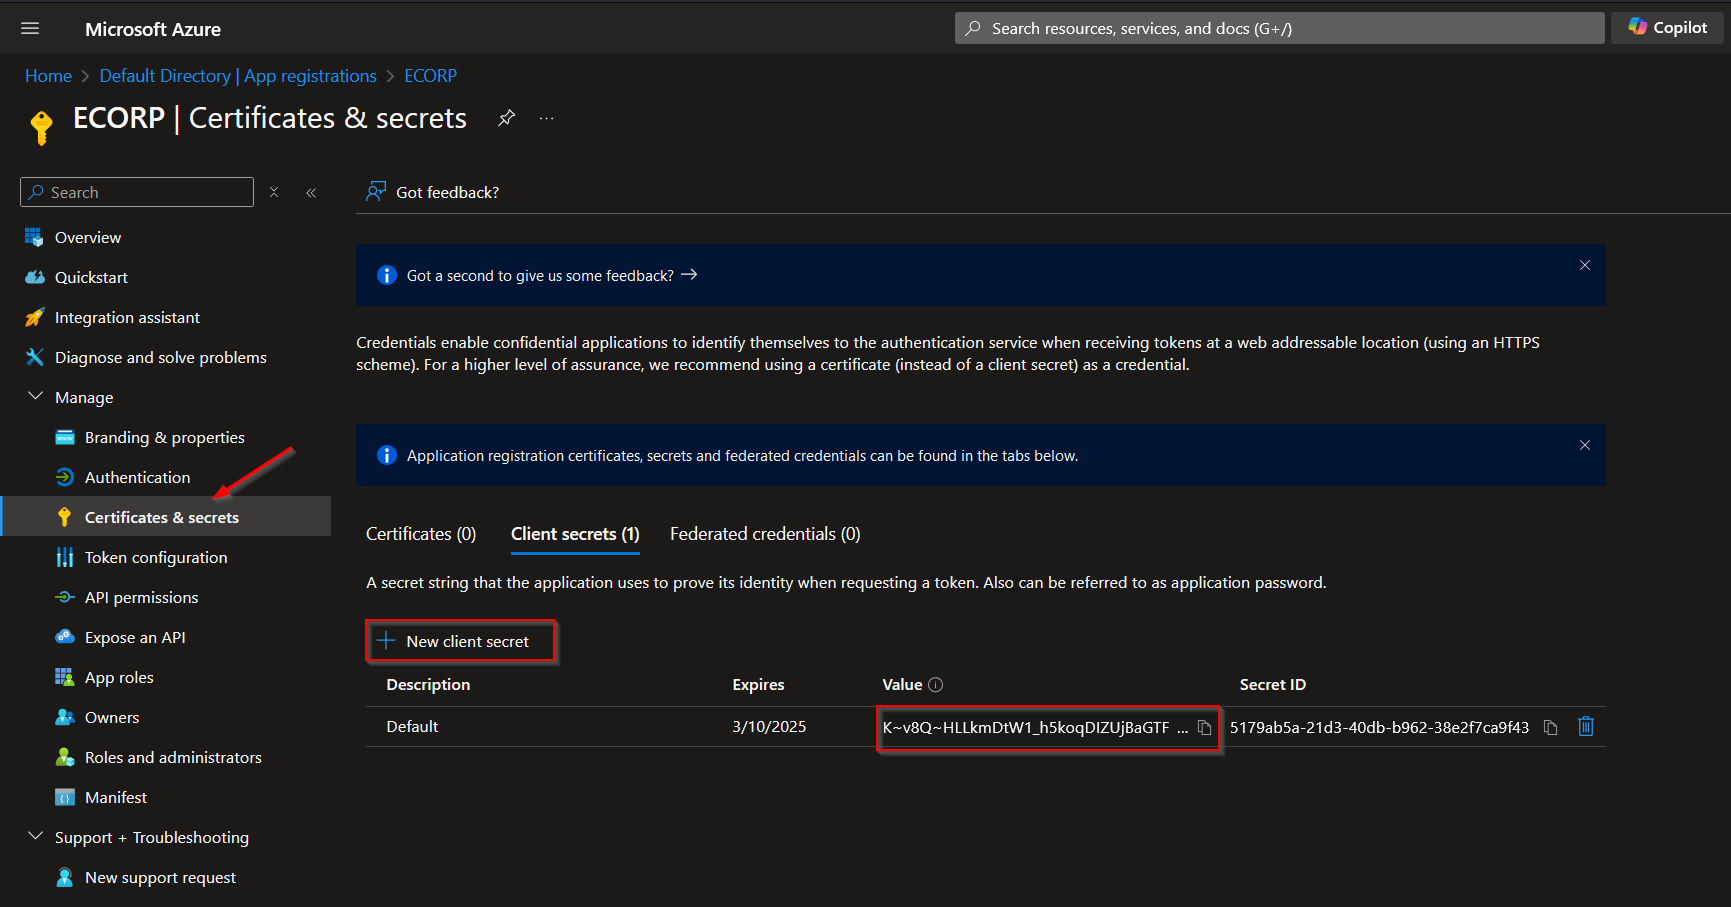 Microsoft Azure
Search resources, services, and docs (G+/)
Copilot
Home > Default Directory | App registrations > ECORP
ECORP | Certificates & secrets
...
Search
Got feedback?
Overview
Quickstart
Integration assistant
Diagnose and solve problems
Manage
Branding & properties
Authentication
Certificates & secrets
Token configuration
API permissions
Expose an API
App roles
Owners
Roles and administrators
Manifest
Support + Troubleshooting
New support request
Got a second to give us some feedback? →
Credentials enable confidential applications to identify themselves to the authentication service when receiving tokens at a web addressable location (using an HTTPS
scheme). For a higher level of assurance, we recommend using a certificate (instead of a client secret) as a credential.
Application registration certificates, secrets and federated credentials can be found in the tabs below.
Certificates (0) Client secrets (1) Federated credentials (0)
A secret string that the application uses to prove its identity when requesting a token. Also can be referred to as application password.
New client secret
Description Expires Value Secret ID
Default 3/10/2025 K~v8Q~HLLkmDtW1_h5koqDIZUjBaGTF ... 5179ab5a-21d3-40db-b962-38e2f7ca9f43